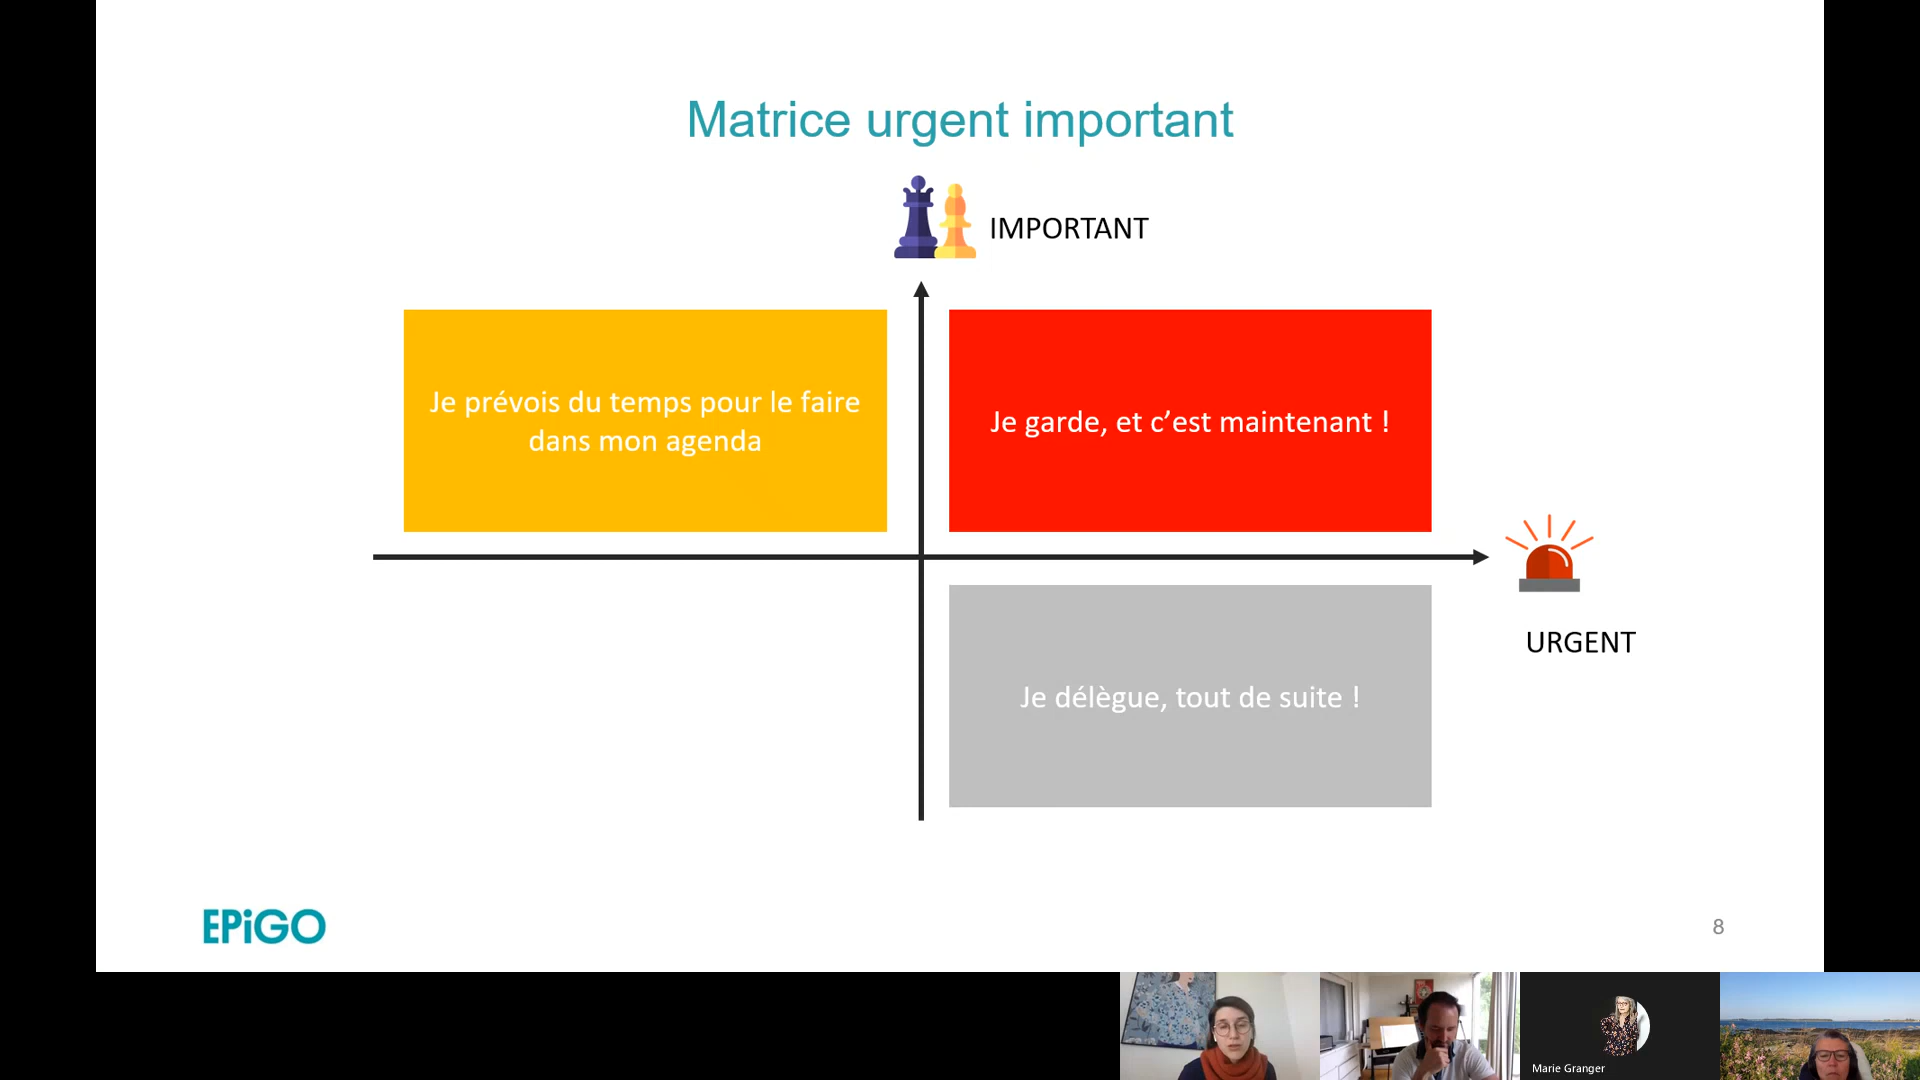 Matrice urgent important
IMPORTANT
Je prévois du temps pour le faire
dans mon agenda
Je garde, et c’est maintenant !
URGENT
Je délègue, tout de suite !
EPiGO
8
Marie Granger